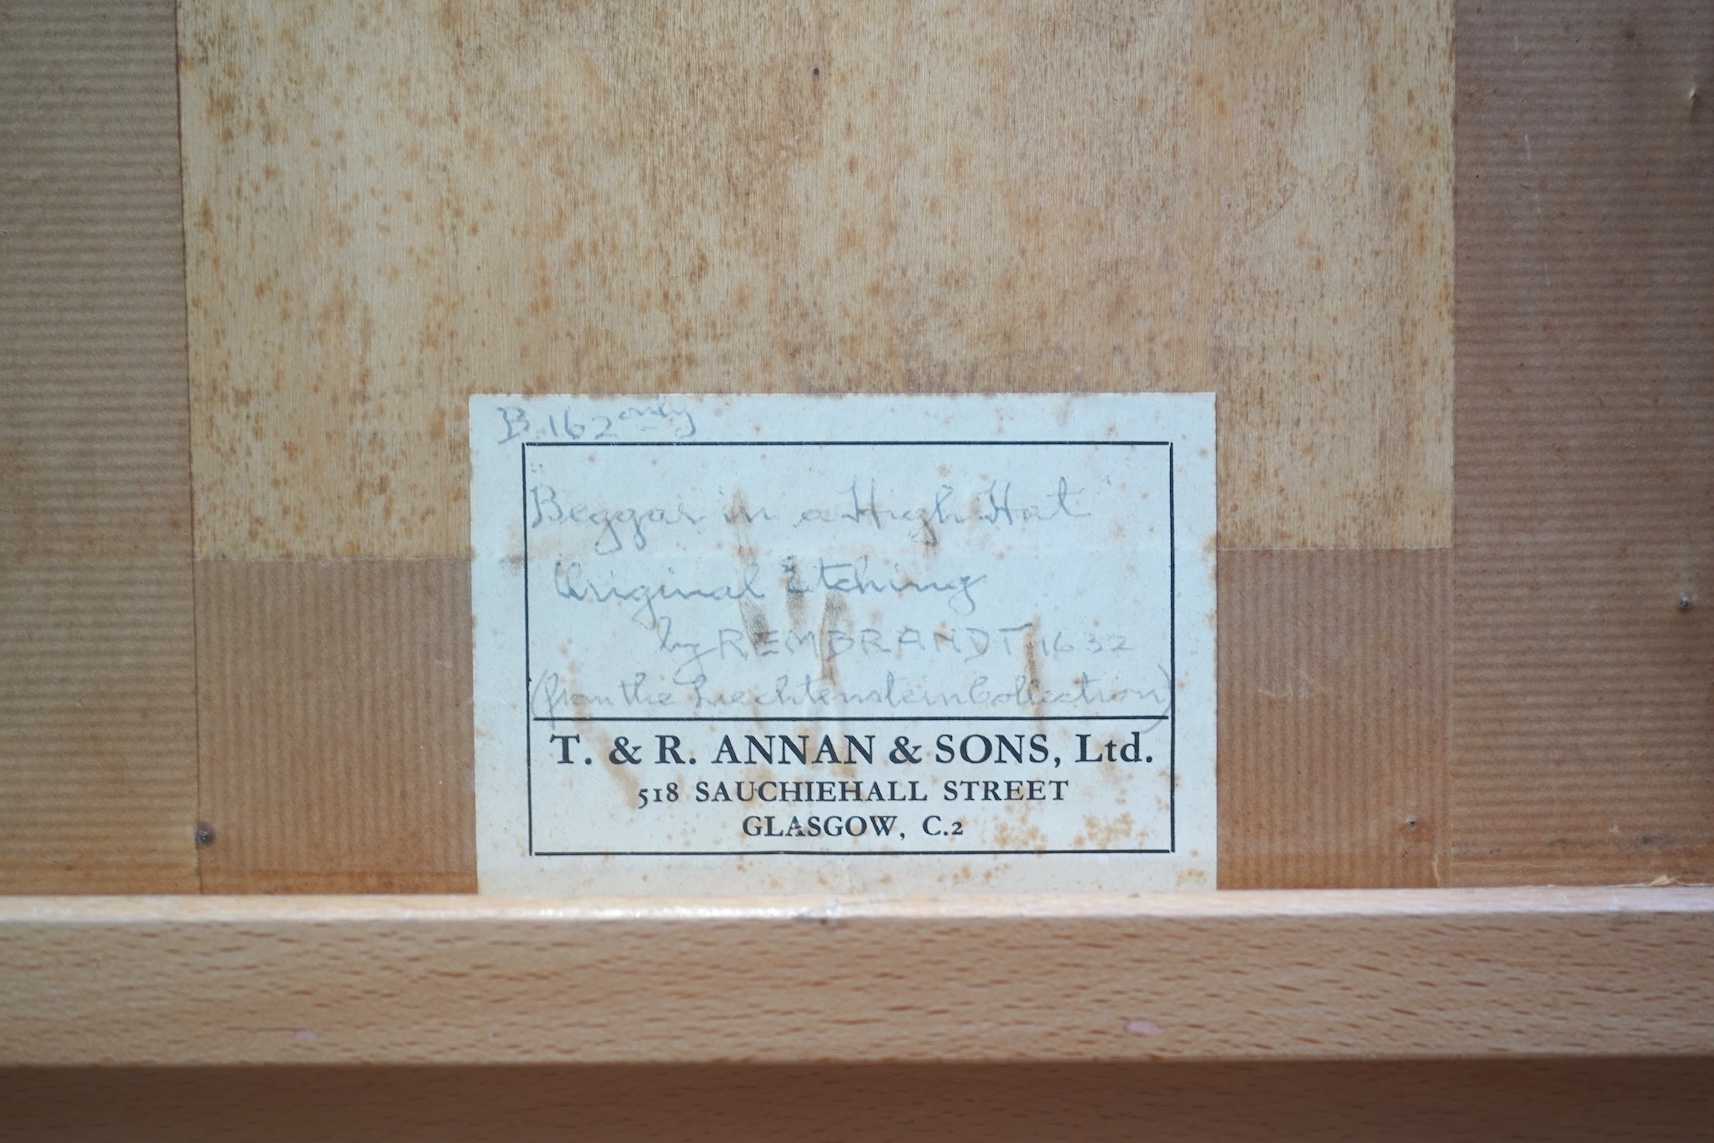 B.162 only
"Beggar in a High Hat"
Original Etching
by REMBRANDT 1632
(from the Liechtenstein Collection)
T. & R. ANNAN & SONS, Ltd.
518 SAUCHIEHALL STREET
GLASGOW, C.2